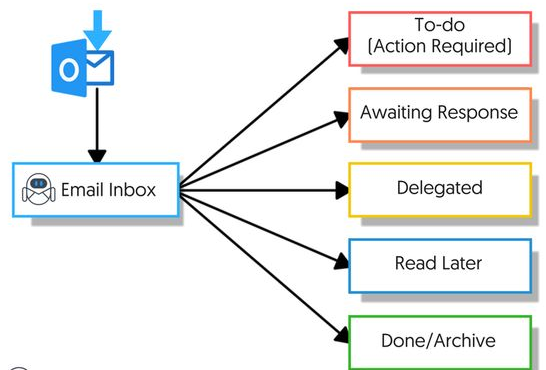 To-do
(Action Required)
Awaiting Response
Email Inbox
Delegated
Read Later
Done/Archive